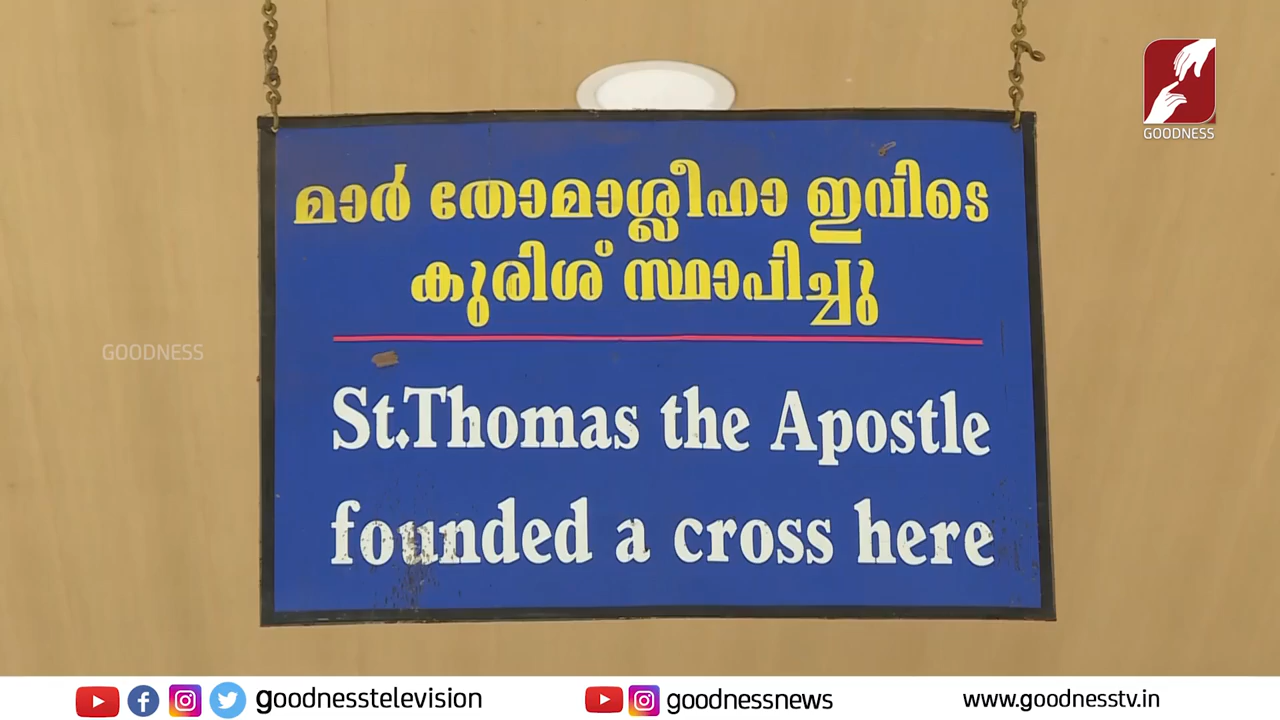 GOODNESS
മാർ തോമാശ്ലീഹാ ഇവിടെ
കുരിശ് സ്ഥാപിച്ചു
GOODNESS
St.Thomas the Apostle
founded a cross here
goodnesstelevision
goodnessnews
www.goodnesstv.in